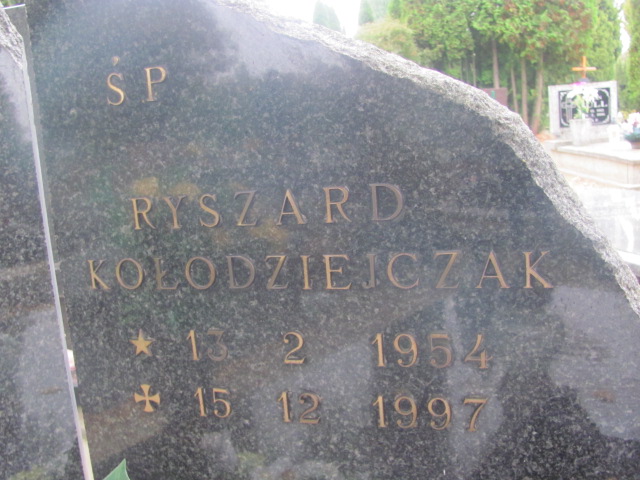 ŚP
RYSZARD
KOŁODZIEJCZAK
13 2 1954
15 12 1997